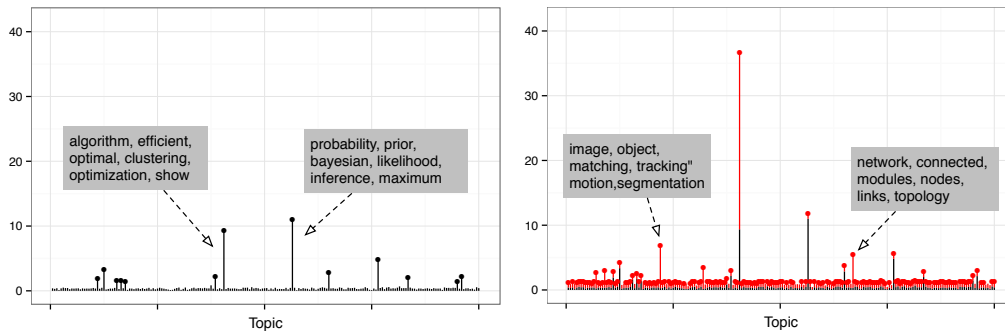 40
30
20
10
0
algorithm, efficient,
optimal, clustering,
optimization, show
probability, prior,
bayesian, likelihood,
inference, maximum
Topic
40
30
20
10
0
image, object,
matching, tracking"
motion,segmentation
network, connected,
modules, nodes,
links, topology
Topic